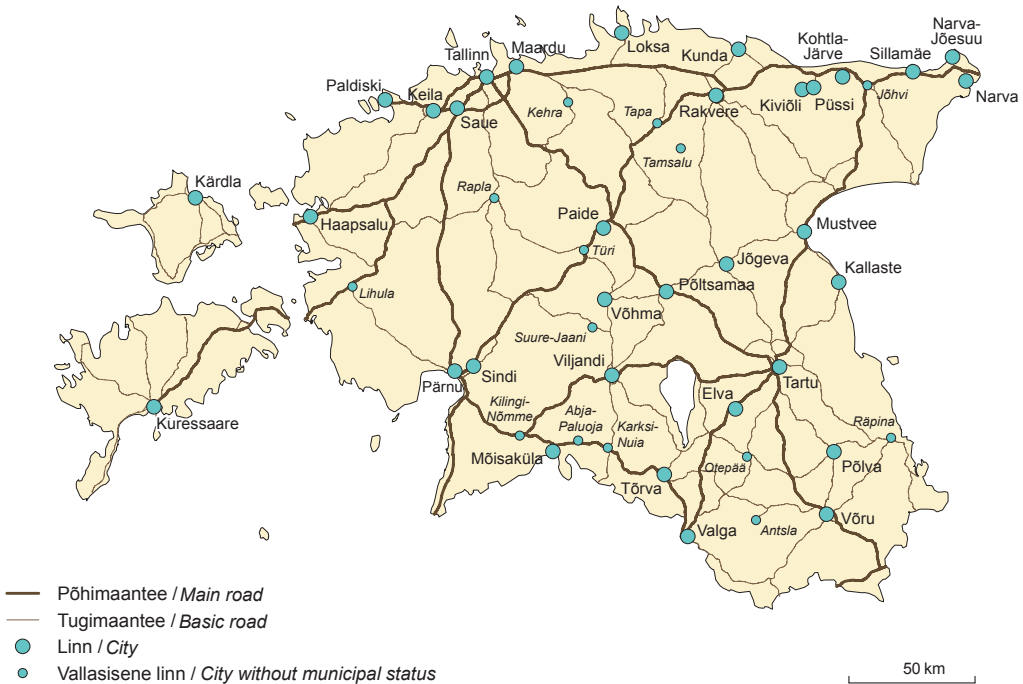 Narva-
Jõesuu
Loksa
Kunda
Kohtla-
Järve
Sillamäe
Tallinn
Maardu
Paldiski
Keila
Saue
Kehra
Tapa
Rakvere
Kiviõli
Püssi
Jõhvi
Narva
Tamsalu
Kärdla
Rapla
Haapsalu
Paide
Mustvee
Türi
Jõgeva
Kallaste
Lihula
Põltsamaa
Võhma
Suure-Jaani
Viljandi
Pärnu
Sindi
Tartu
Elva
Kuressaare
Kilingi-
Nõmme
Abja-
Paluoja
Karksi-
Nuia
Räpina
Mõisaküla
Otepää
Põlva
Tõrva
Valga
Antsla
Võru
Põhimaantee / Main road
Tugimaantee / Basic road
Linn / City
Vallasisene linn / City without municipal status
50 km